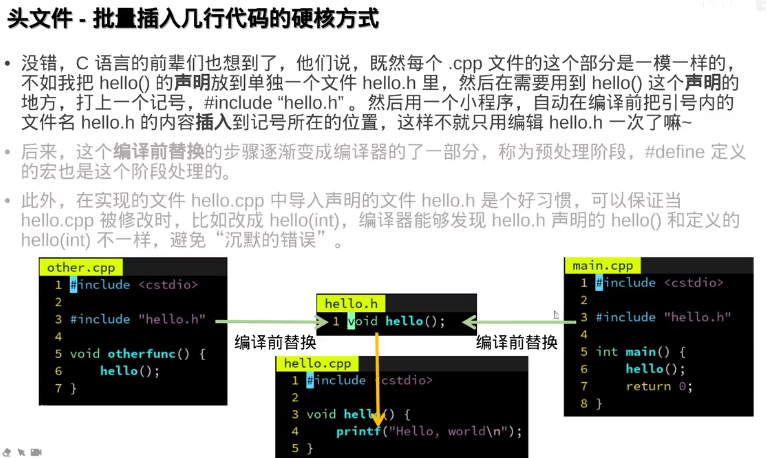 头文件 - 批量插入几行代码的硬核方式
• 没错，C 语言的前辈们也想到了，他们说，既然每个 .cpp 文件的这个部分是一模一样的，
不如我把 hello() 的声明放到单独一个文件 hello.h 里，然后在需要用到 hello() 这个声明的
地方，打上一个记号，#include “hello.h” 。然后用一个小程序，自动在编译前把引号内的
文件名 hello.h 的内容插入到记号所在的位置，这样不就只用编辑 hello.h 一次了嘛~
• 后来，这个编译前替换的步骤逐渐变成编译器的了一部分，称为预处理阶段，#define 定义
的宏也是这个阶段处理的。
• 此外，在实现的文件 hello.cpp 中导入声明的文件 hello.h 是个好习惯，可以保证当
hello.cpp 被修改时，比如改成 hello(int)，编译器能够发现 hello.h 声明的 hello() 和定义的
hello(int) 不一样，避免“沉默的错误”。
other.cpp
1 #include <cstdio>
2
3 #include "hello.h"
4
5 void otherfunc() {
6     hello();
7 }
编译前替换
hello.h
1 void hello();
hello.cpp
1 #include <cstdio>
2
3 void hello() {
4     printf("Hello, world\n");
5 }
编译前替换
main.cpp
1 #include <cstdio>
2
3 #include "hello.h"
4
5 int main() {
6     hello();
7     return 0;
8 }